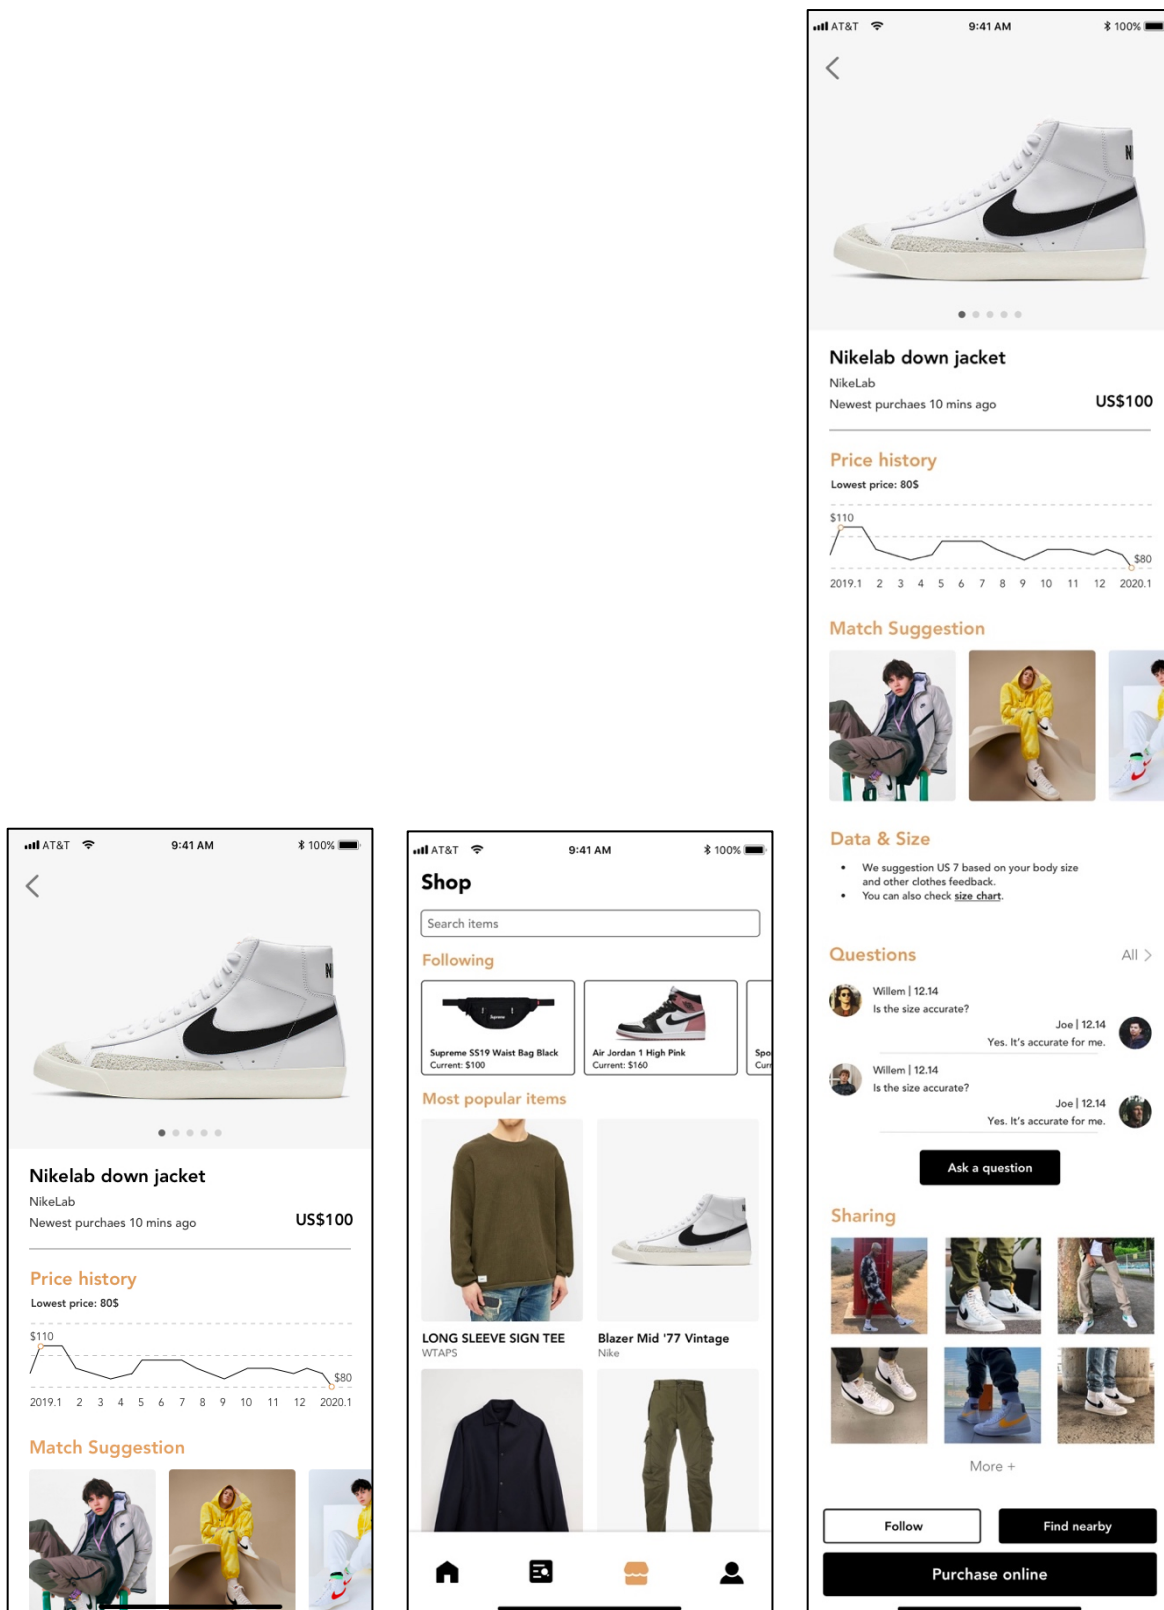 AT&T 9:41 AM 100%
Nikelab down jacket
NikeLab
Newest purchaes 10 mins ago
US$100
Price history
Lowest price: 80$
$110
$80
2019.1 2 3 4 5 6 7 8 9 10 11 12 2020.1
Match Suggestion
AT&T 9:41 AM 100%
Shop
Search items
Following
Supreme SS19 Waist Bag Black
Current: $100
Air Jordan 1 High Pink
Current: $160
Spo
Curr
Most popular items
LONG SLEEVE SIGN TEE
WTAPS
Blazer Mid '77 Vintage
Nike
AT&T 9:41 AM 100%
Nikelab down jacket
NikeLab
Newest purchaes 10 mins ago
US$100
Price history
Lowest price: 80$
$110
$80
2019.1 2 3 4 5 6 7 8 9 10 11 12 2020.1
Match Suggestion
Data & Size
• We suggestion US 7 based on your body size
and other clothes feedback.
• You can also check size chart.
Questions
All >
Willem | 12.14
Is the size accurate?
Joe | 12.14
Yes. It's accurate for me.
Willem | 12.14
Is the size accurate?
Joe | 12.14
Yes. It's accurate for me.
Ask a question
Sharing
More +
Follow
Find nearby
Purchase online